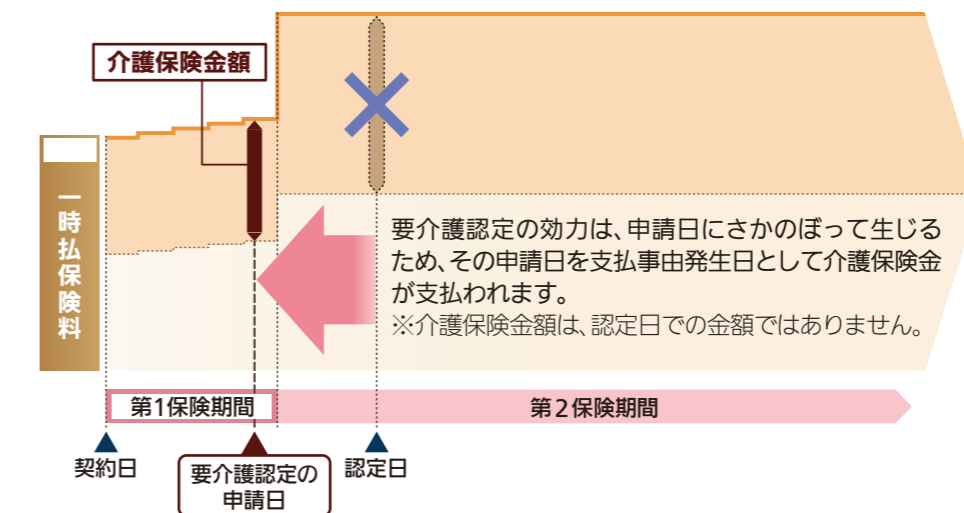 介護保険金額
一時払保険料
要介護認定の効力は、申請日にさかのぼって生じる
ため、その申請日を支払事由発生日として介護保険金
が支払われます。
※介護保険金額は、認定日での金額ではありません。
第1保険期間
第2保険期間
契約日
要介護認定の
申請日
認定日